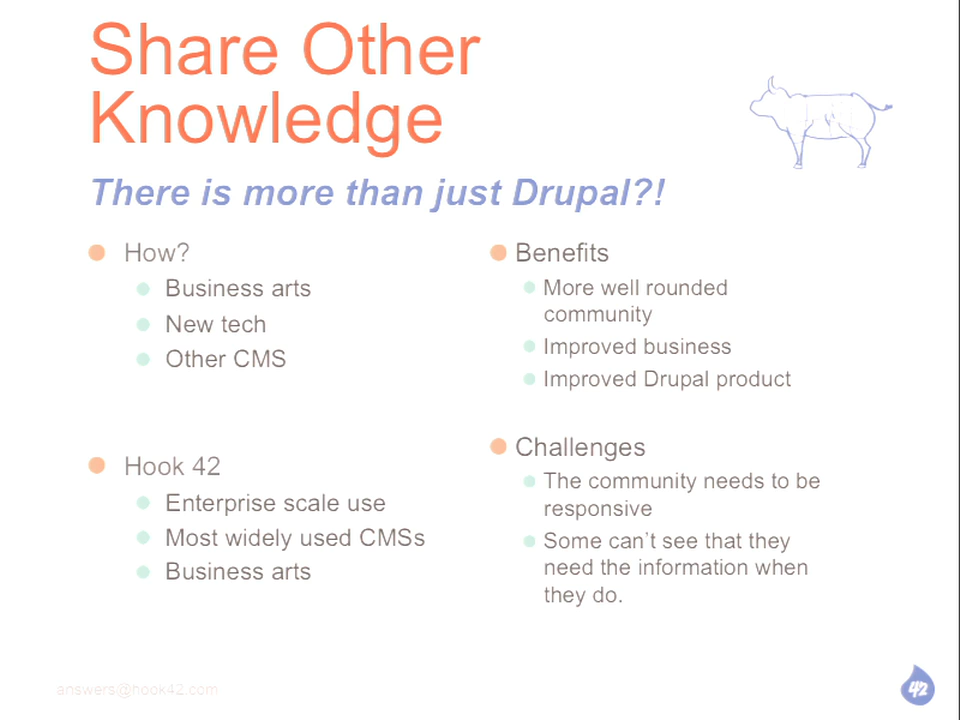 Share Other
Knowledge
There is more than just Drupal?!
How?
Business arts
New tech
Other CMS
Hook 42
Enterprise scale use
Most widely used CMSs
Business arts
Benefits
More well rounded
community
Improved business
Improved Drupal product
Challenges
The community needs to be
responsive
Some can't see that they
need the information when
they do.
answers@hook42.com
42